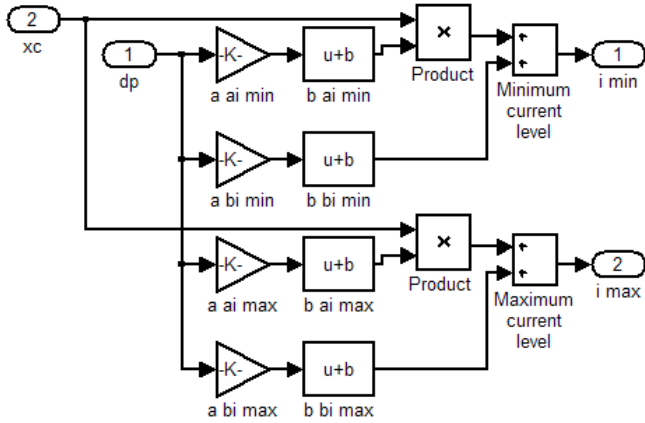 2
xc
1
dp
-K-
a ai min
u+b
b ai min
×
Product
+
+
Minimum
current
level
1
i min
-K-
a bi min
u+b
b bi min
-K-
a ai max
u+b
b ai max
×
Product
+
+
Maximum
current
level
2
i max
-K-
a bi max
u+b
b bi max